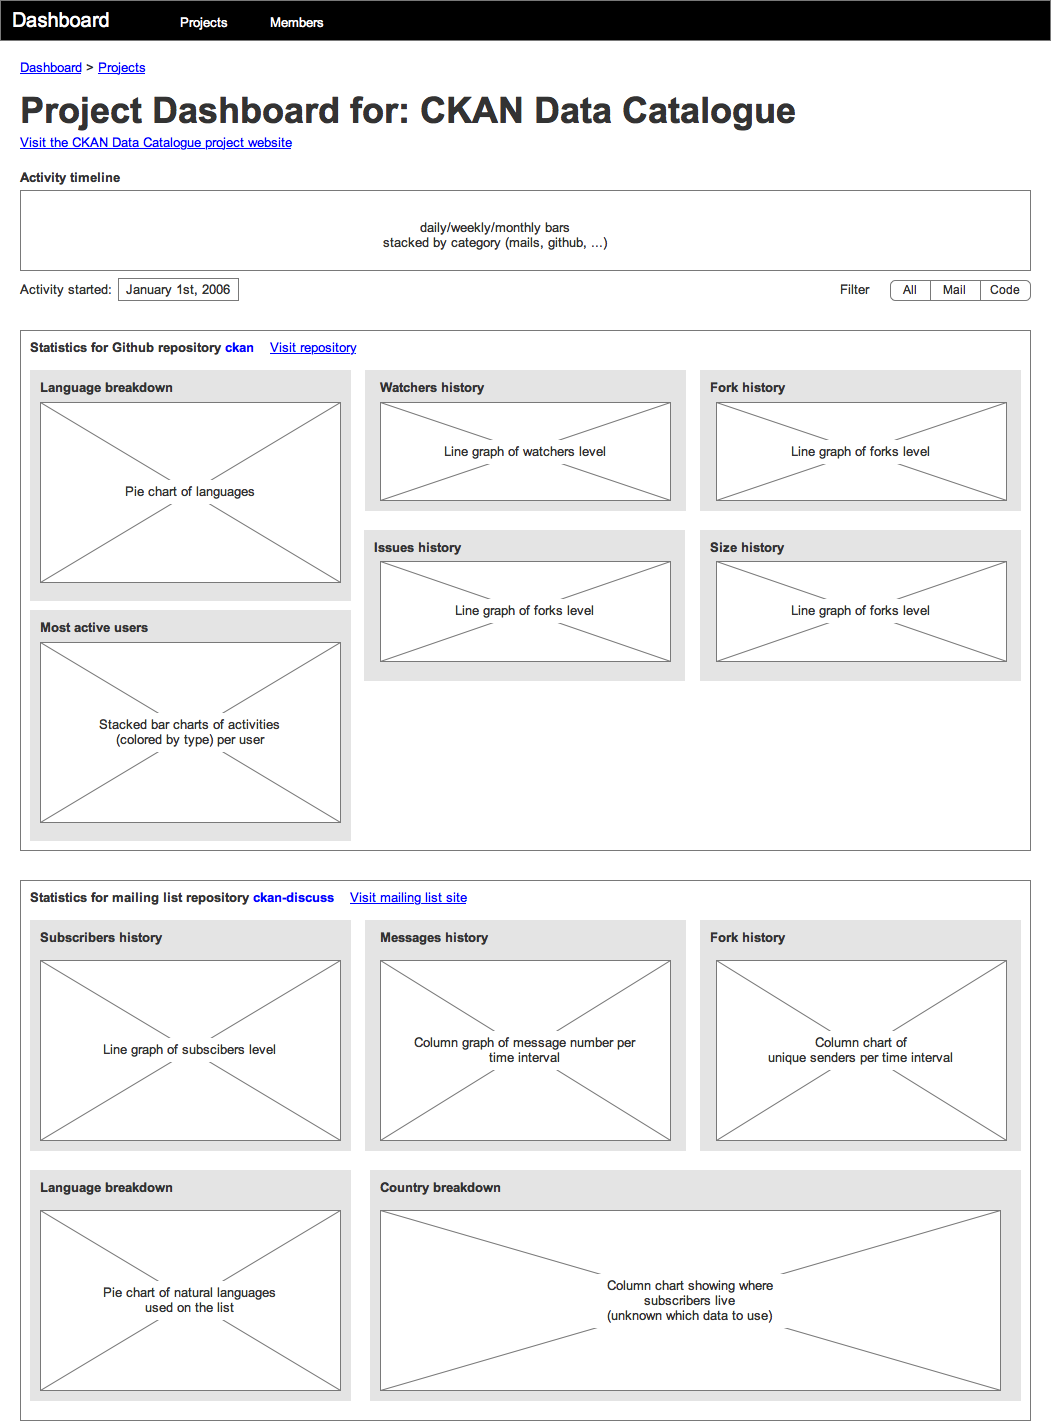 Dashboard Projects Members
Dashboard > Projects
Project Dashboard for: CKAN Data Catalogue
Visit the CKAN Data Catalogue project website
Activity timeline
daily/weekly/monthly bars
stacked by category (mails, github, ...)
Activity started: January 1st, 2006 Filter All Mail Code
Statistics for Github repository ckan Visit repository
Language breakdown
Pie chart of languages
Watchers history
Line graph of watchers level
Fork history
Line graph of forks level
Issues history
Line graph of forks level
Size history
Line graph of forks level
Most active users
Stacked bar charts of activities
(colored by type) per user
Statistics for mailing list repository ckan-discuss Visit mailing list site
Subscribers history
Line graph of subscibers level
Messages history
Column graph of message number per
time interval
Fork history
Column chart of
unique senders per time interval
Language breakdown
Pie chart of natural languages
used on the list
Country breakdown
Column chart showing where
subscribers live
(unknown which data to use)